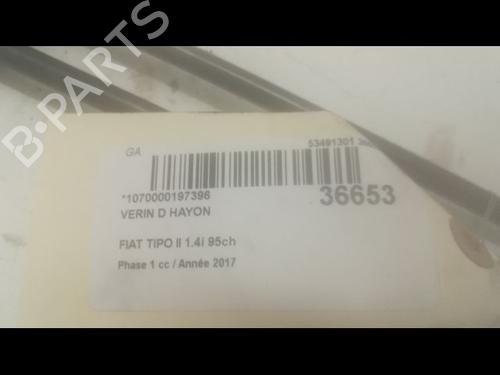 B-PARTS
GA
53491301
*1070000197396
36653
VERIN D HAYON
FIAT TIPO II 1.4i 95ch
Phase 1 cc / Année 2017